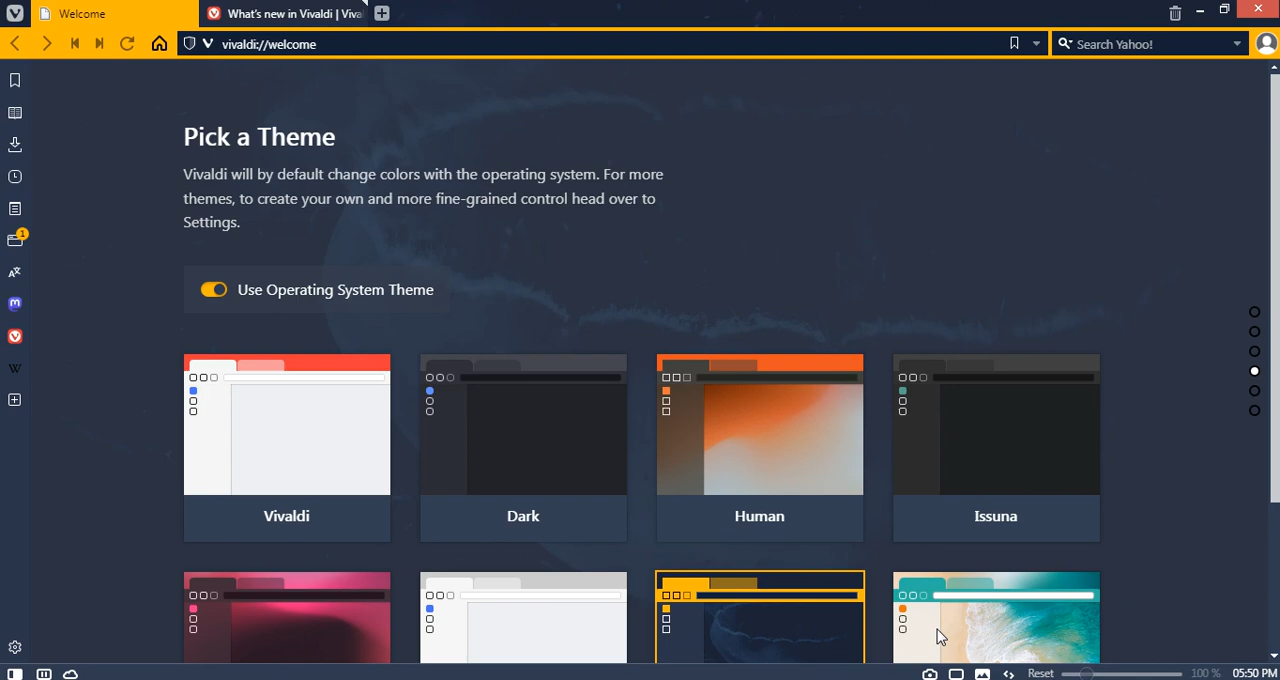 Welcome
What's new in Vivaldi | Viva
vivaldi://welcome
Search Yahoo!
1
Pick a Theme
Vivaldi will by default change colors with the operating system. For more
themes, to create your own and more fine-grained control head over to
Settings.
Use Operating System Theme
Vivaldi
Dark
Human
Issuna
Reset
100 %
05:50 PM